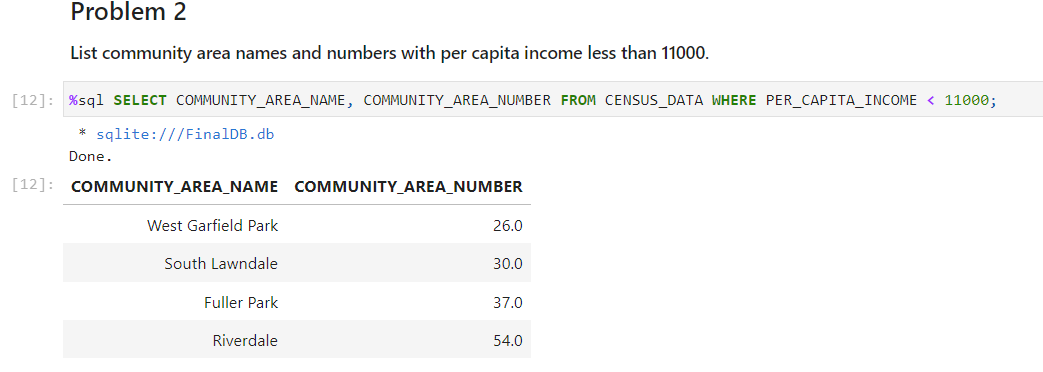 Problem 2
List community area names and numbers with per capita income less than 11000.
[12]: %sql SELECT COMMUNITY_AREA_NAME, COMMUNITY_AREA_NUMBER FROM CENSUS_DATA WHERE PER_CAPITA_INCOME < 11000;
* sqlite:///FinalDB.db
Done.
[12]: COMMUNITY_AREA_NAME COMMUNITY_AREA_NUMBER
West Garfield Park 26.0
South Lawndale 30.0
Fuller Park 37.0
Riverdale 54.0